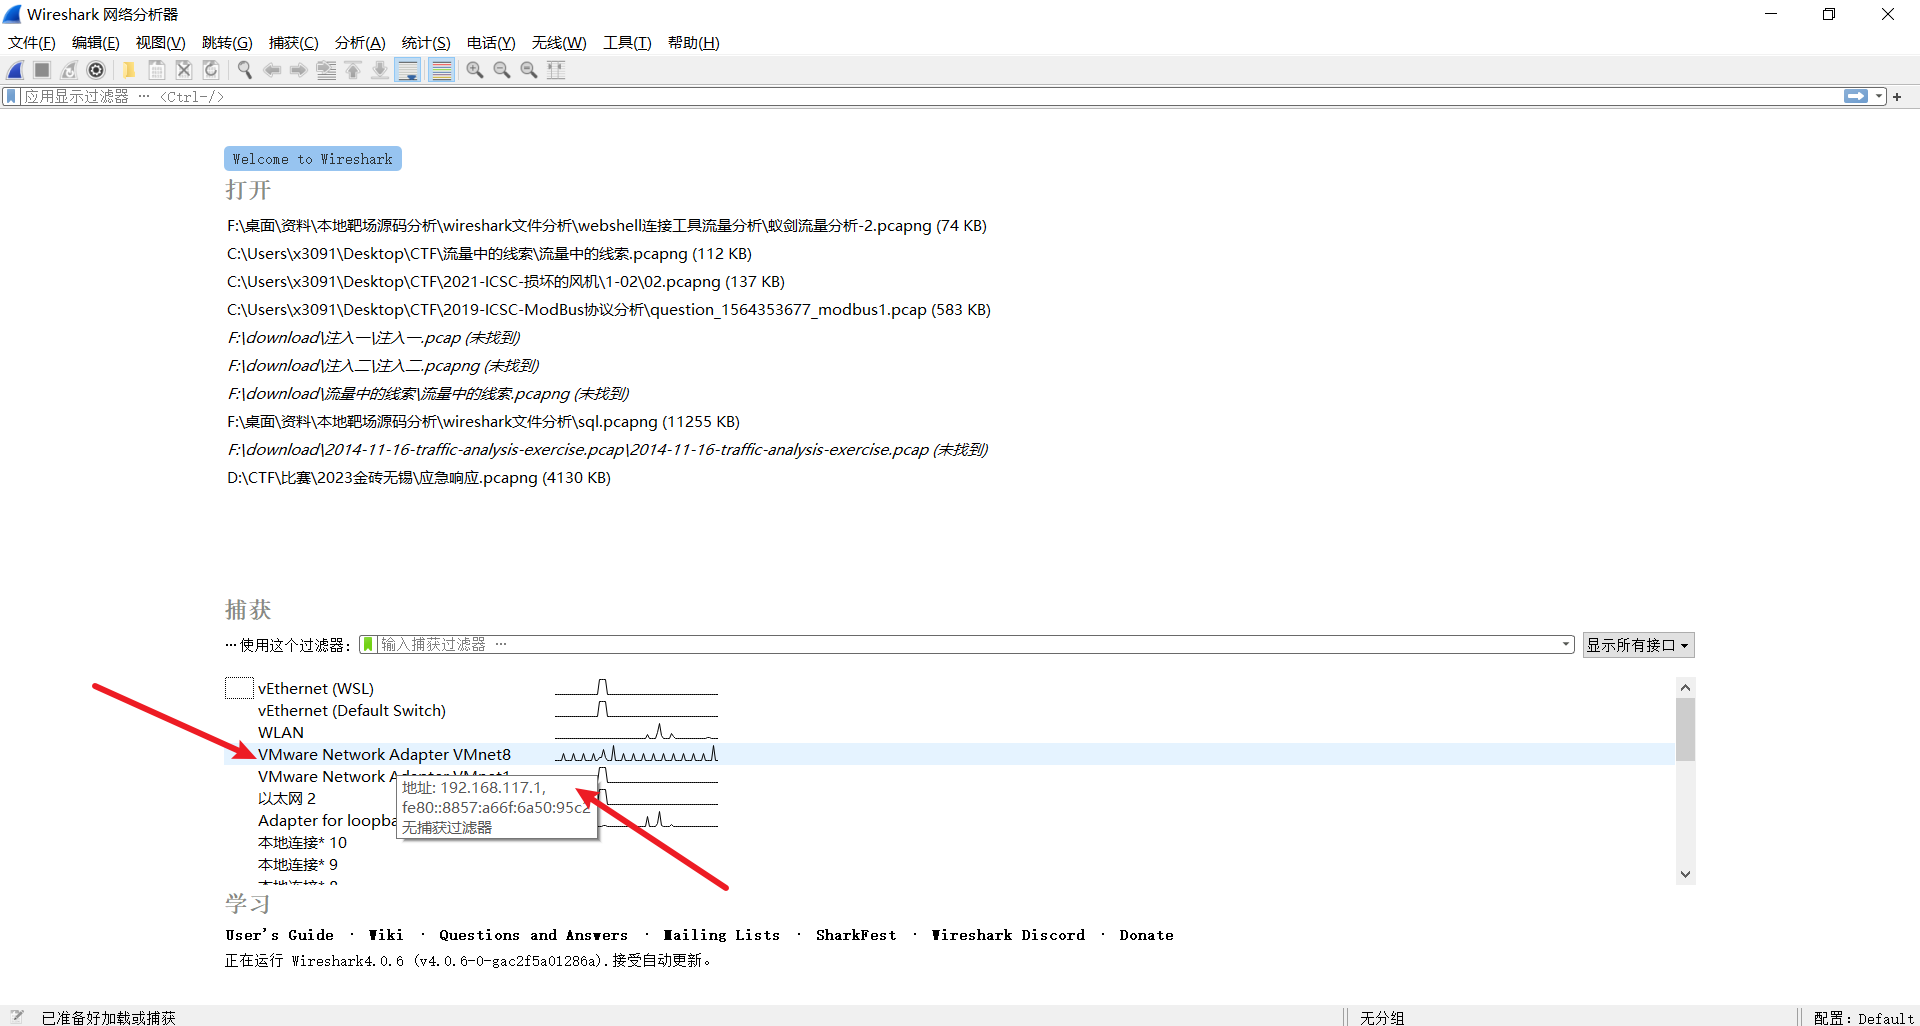 Wireshark 网络分析器
文件(F) 编辑(E) 视图(V) 跳转(G) 捕获(C) 分析(A) 统计(S) 电话(Y) 无线(W) 工具(T) 帮助(H)
应用显示过滤器 … <Ctrl-/>
Welcome to Wireshark
打开
F:\桌面\资料\本地靶场源码分析\wireshark文件分析\webshell连接工具流量分析\蚁剑流量分析-2.pcapng (74 KB)
C:\Users\x3091\Desktop\CTF\流量中的线索\流量中的线索.pcapng (112 KB)
C:\Users\x3091\Desktop\CTF\2021-ICSC-损坏的风机\1-02\02.pcapng (137 KB)
C:\Users\x3091\Desktop\CTF\2019-ICSC-ModBus协议分析\question_1564353677_modbus1.pcap (583 KB)
F:\download\注入一\注入一.pcap (未找到)
F:\download\注入二\注入二.pcapng (未找到)
F:\download\流量中的线索\流量中的线索.pcapng (未找到)
F:\桌面\资料\本地靶场源码分析\wireshark文件分析\sql.pcapng (11255 KB)
F:\download\2014-11-16-traffic-analysis-exercise.pcap\2014-11-16-traffic-analysis-exercise.pcap (未找到)
D:\CTF\比赛\2023金砖无锡\应急响应.pcapng (4130 KB)
捕获
…使用这个过滤器: 输入捕获过滤器 … 显示所有接口
vEthernet (WSL)
vEthernet (Default Switch)
WLAN
VMware Network Adapter VMnet8
VMware Network Adapter VMnet1
地址: 192.168.117.1,
以太网 2
fe80::8857:a66f:6a50:95c2
Adapter for loopba
无捕获过滤器
本地连接* 10
本地连接* 9
本地连接* 8
学习
User's Guide · Wiki · Questions and Answers · Mailing Lists · SharkFest · Wireshark Discord · Donate
正在运行 Wireshark4.0.6 (v4.0.6-0-gac2f5a01286a).接受自动更新。
已准备好加载或捕获 无分组 配置: Default